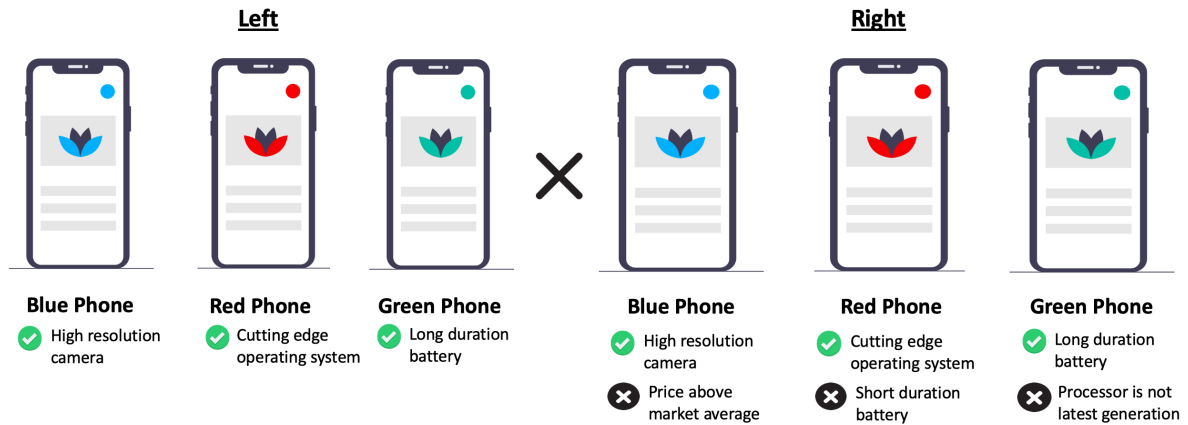 Left
Blue Phone
High resolution
camera
Red Phone
Cutting edge
operating system
Green Phone
Long duration
battery
Right
Blue Phone
High resolution
camera
Price above
market average
Red Phone
Cutting edge
operating system
Short duration
battery
Green Phone
Long duration
battery
Processor is not
latest generation